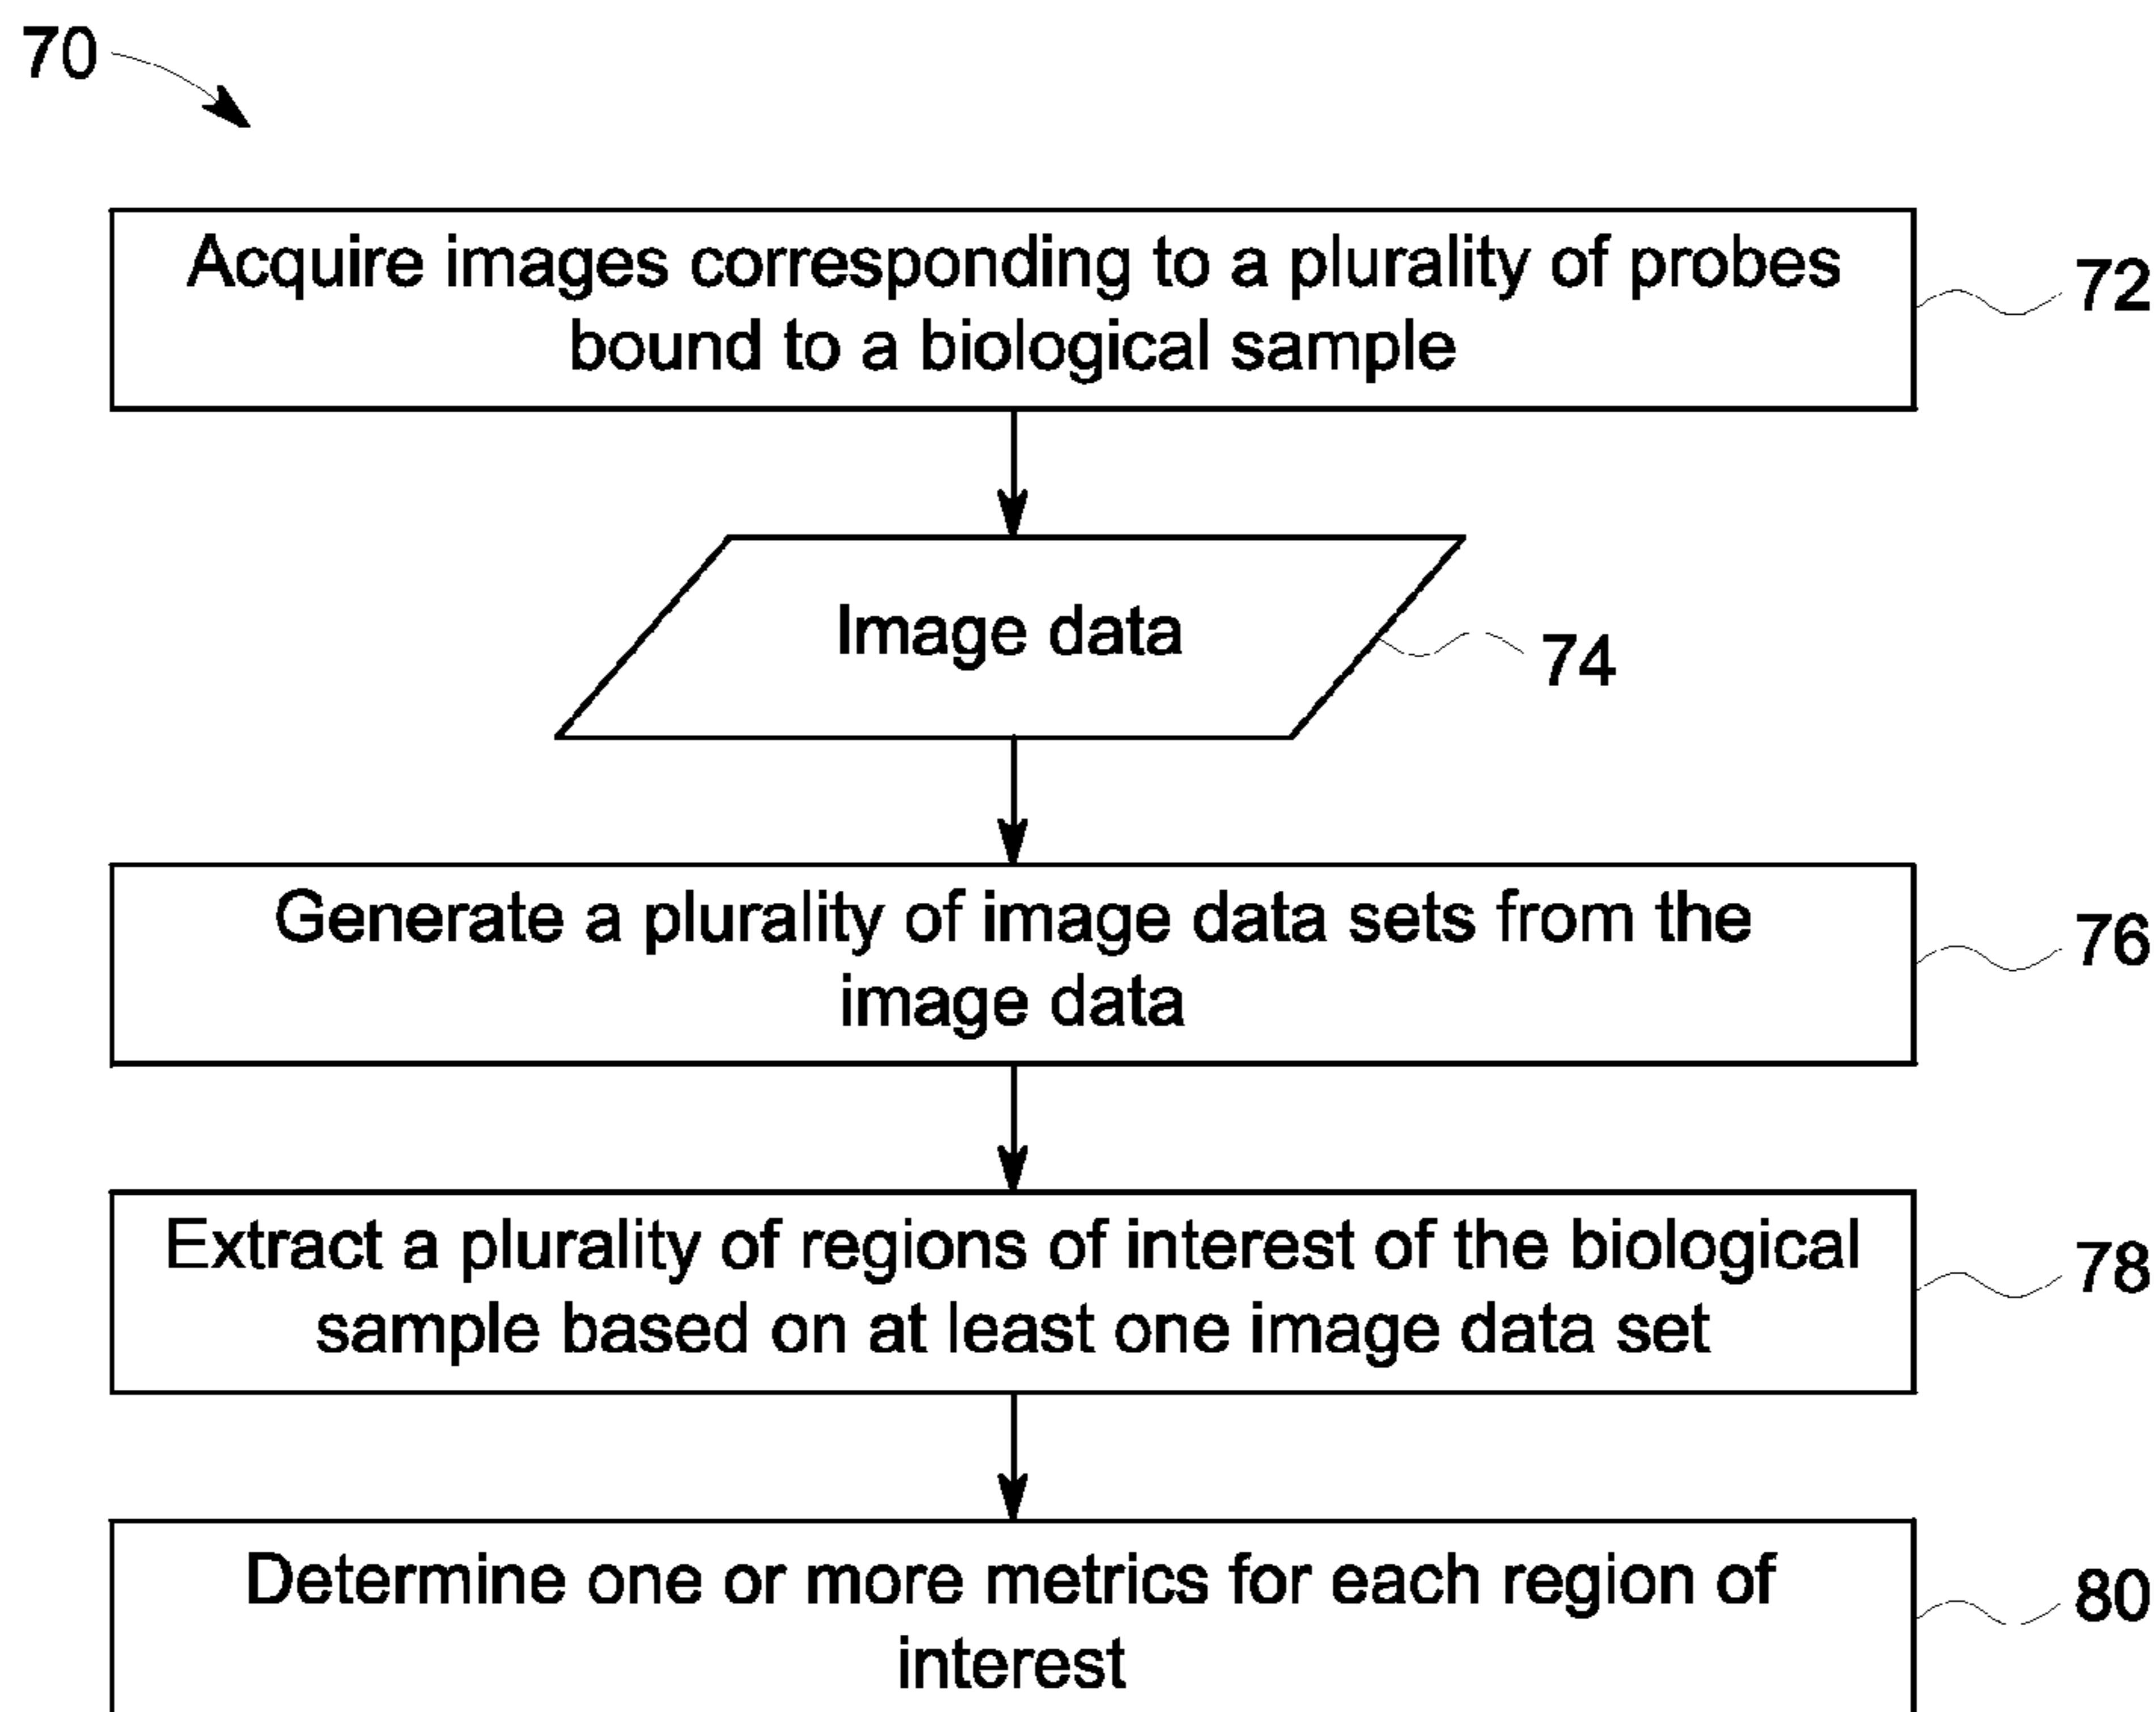 70
Acquire images corresponding to a plurality of probes
bound to a biological sample
72
Image data
74
Generate a plurality of image data sets from the
image data
76
Extract a plurality of regions of interest of the biological
sample based on at least one image data set
78
Determine one or more metrics for each region of
interest
80